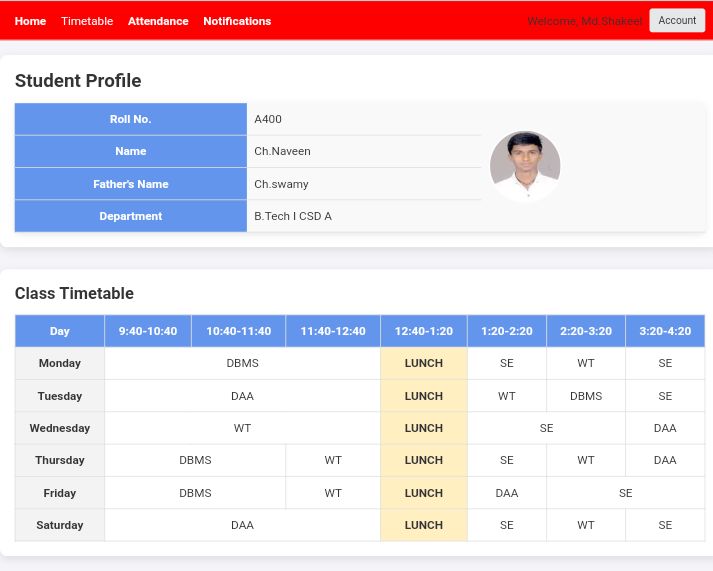 Home Timetable Attendance Notifications Welcome, Md.Shakeel Account
Student Profile
Roll No. A400
Name Ch.Naveen
Father's Name Ch.swamy
Department B.Tech I CSD A
Class Timetable
Day 9:40-10:40 10:40-11:40 11:40-12:40 12:40-1:20 1:20-2:20 2:20-3:20 3:20-4:20
Monday DBMS LUNCH SE WT SE
Tuesday DAA LUNCH WT DBMS SE
Wednesday WT LUNCH SE DAA
Thursday DBMS WT LUNCH SE WT DAA
Friday DBMS WT LUNCH DAA SE
Saturday DAA LUNCH SE WT SE